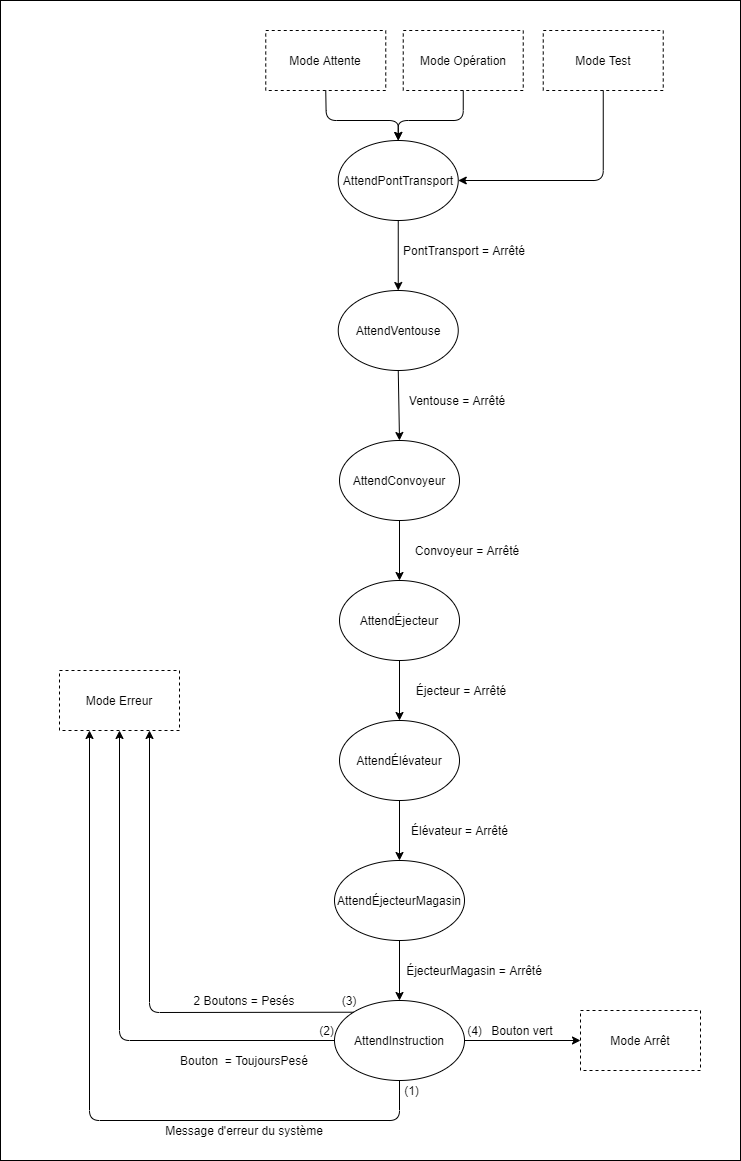 Mode Attente
Mode Opération
Mode Test
AttendPontTransport
PontTransport = Arrêté
AttendVentouse
Ventouse = Arrêté
AttendConvoyeur
Convoyeur = Arrêté
AttendÉjecteur
Éjecteur = Arrêté
Mode Erreur
AttendÉlévateur
Élévateur = Arrêté
AttendÉjecteurMagasin
ÉjecteurMagasin = Arrêté
2 Boutons = Pesés
(3)
(2)
AttendInstruction
(4)
Bouton vert
Mode Arrêt
Bouton  = ToujoursPesé
(1)
Message d'erreur du système